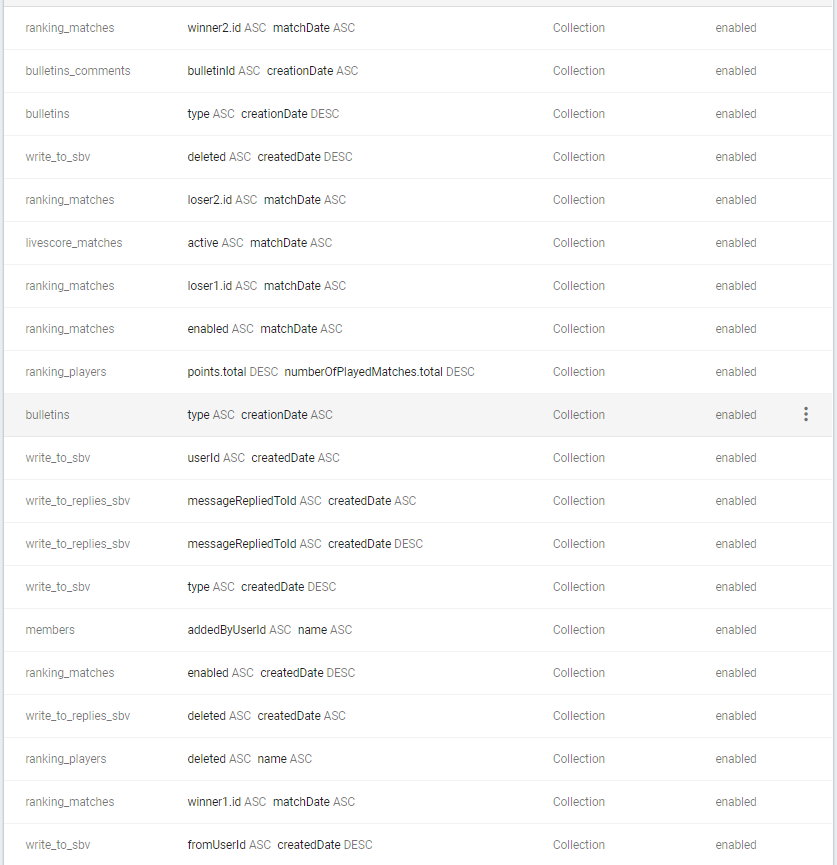 ranking_matches winner2.id ASC matchDate ASC Collection enabled
bulletins_comments bulletinId ASC creationDate ASC Collection enabled
bulletins type ASC creationDate DESC Collection enabled
write_to_sbv deleted ASC createdDate DESC Collection enabled
ranking_matches loser2.id ASC matchDate ASC Collection enabled
livescore_matches active ASC matchDate ASC Collection enabled
ranking_matches loser1.id ASC matchDate ASC Collection enabled
ranking_matches enabled ASC matchDate ASC Collection enabled
ranking_players points.total DESC numberOfPlayedMatches.total DESC Collection enabled
bulletins type ASC creationDate ASC Collection enabled
write_to_sbv userId ASC createdDate ASC Collection enabled
write_to_replies_sbv messageRepliedToId ASC createdDate ASC Collection enabled
write_to_replies_sbv messageRepliedToId ASC createdDate DESC Collection enabled
write_to_sbv type ASC createdDate DESC Collection enabled
members addedByUserId ASC name ASC Collection enabled
ranking_matches enabled ASC createdDate DESC Collection enabled
write_to_replies_sbv deleted ASC createdDate ASC Collection enabled
ranking_players deleted ASC name ASC Collection enabled
ranking_matches winner1.id ASC matchDate ASC Collection enabled
write_to_sbv fromUserId ASC createdDate DESC Collection enabled